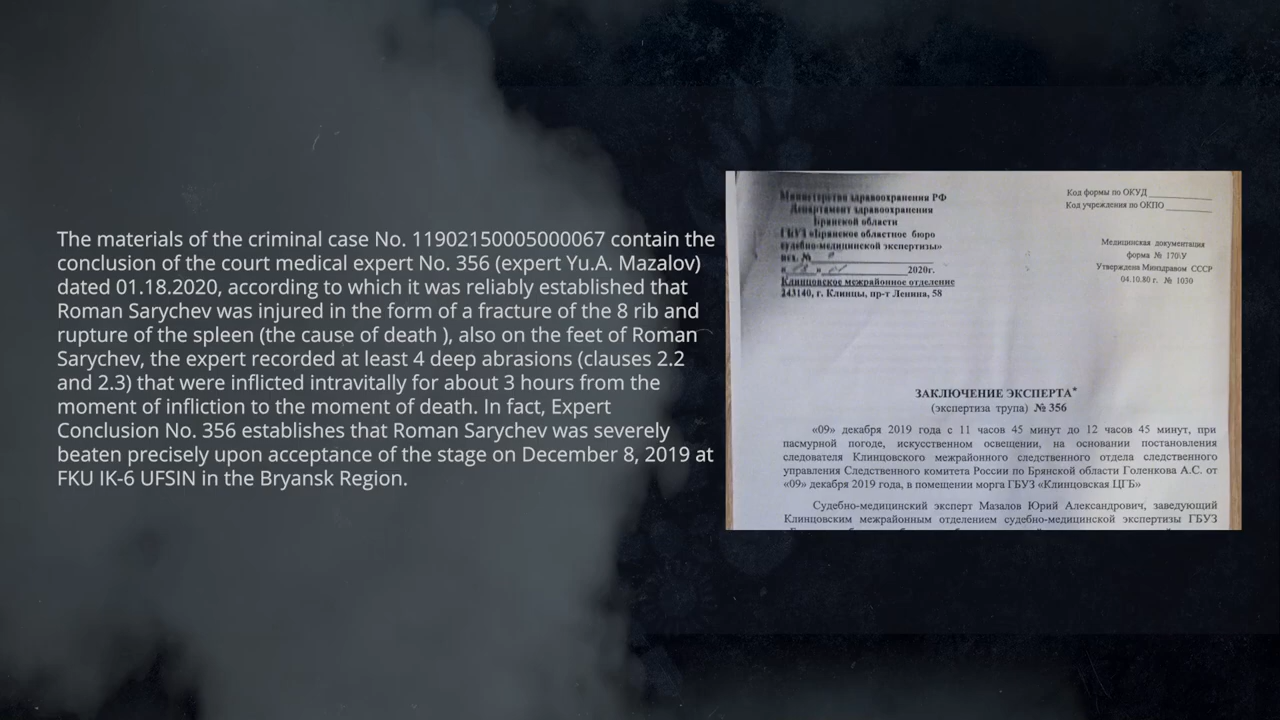 The materials of the criminal case No. 11902150005000067 contain the
conclusion of the court medical expert No. 356 (expert Yu.A. Mazalov)
dated 01.18.2020, according to which it was reliably established that
Roman Sarychev was injured in the form of a fracture of the 8 rib and
rupture of the spleen (the cause of death ), also on the feet of Roman
Sarychev, the expert recorded at least 4 deep abrasions (clauses 2.2
and 2.3) that were inflicted intravitally for about 3 hours from the
moment of infliction to the moment of death. In fact, Expert
Conclusion No. 356 establishes that Roman Sarychev was severely
beaten precisely upon acceptance of the stage on December 8, 2019 at
FKU IK-6 UFSIN in the Bryansk Region.
Министерство здравоохранения РФ
Департамент здравоохранения
Брянской области
ГБУЗ «Брянское областное бюро
судебно-медицинской экспертизы»
исх. №
2020г.
Клинцовское межрайонное отделение
243140, г. Клинцы, пр-т Ленина, 58
Код формы по ОКУД
Код учреждения по ОКПО
Медицинская документация
форма № 170\У
Утверждена Минздравом СССР
04.10.80 г. № 1030
ЗАКЛЮЧЕНИЕ ЭКСПЕРТА*
(экспертиза трупа) № 356
«09» декабря 2019 года с 11 часов 45 минут до 12 часов 45 минут, при
пасмурной погоде, искусственном освещении, на основании постановления
следователя Клинцовского межрайонного следственного отдела следственного
управления Следственного комитета России по Брянской области Голенкова А.С. от
«09» декабря 2019 года, в помещении морга ГБУЗ «Клинцовская ЦГБ»
Судебно-медицинский эксперт Мазалов Юрий Александрович, заведующий
Клинцовским межрайонным отделением судебно-медицинской экспертизы ГБУЗ